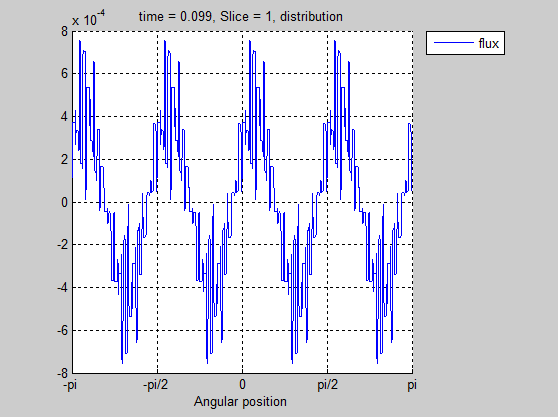 x 10^-4
time = 0.099, Slice = 1, distribution
flux
8
6
4
2
0
-2
-4
-6
-8
-pi
-pi/2
0
pi/2
pi
Angular position